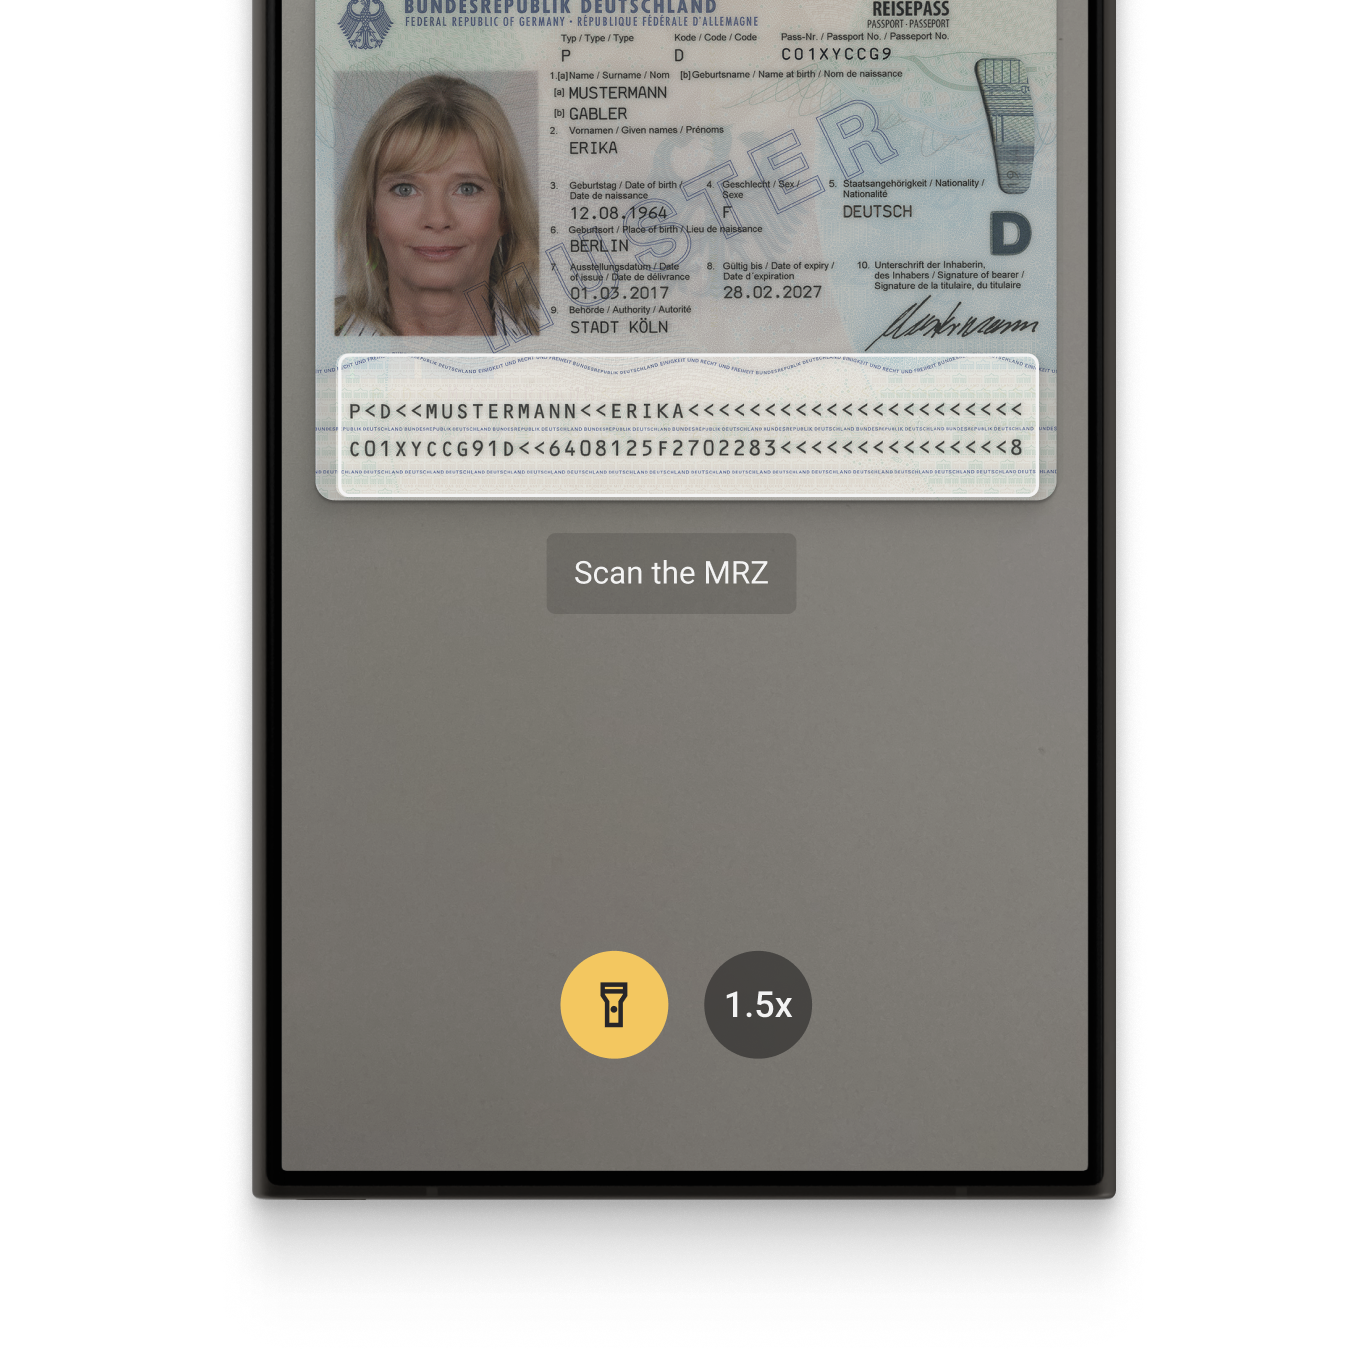 BUNDESREPUBLIK DEUTSCHLAND
FEDERAL REPUBLIC OF GERMANY · RÉPUBLIQUE FÉDÉRALE D'ALLEMAGNE
REISEPASS
PASSPORT · PASSEPORT
Typ / Type / Type Kode / Code / Code Pass-Nr. / Passport No. / Passeport No.
P D C01XYCCG9
1.[a]Name / Surname / Nom [b]Geburtsname / Name at birth / Nom de naissance
[a] MUSTERMANN
[b] GABLER
2. Vornamen / Given names / Prénoms
ERIKA
3. Geburtstag / Date of birth / 4. Geschlecht / Sex / 5. Staatsangehörigkeit / Nationality /
Date de naissance Sexe Nationalité
12.08.1964 F DEUTSCH
6. Geburtsort / Place of birth / Lieu de naissance
BERLIN
D
7. Ausstellungsdatum / Date 8. Gültig bis / Date of expiry / 10. Unterschrift der Inhaberin,
of issue / Date de délivrance Date d'expiration des Inhabers / Signature of bearer /
Signature de la titulaire, du titulaire
01.03.2017 28.02.2027
9. Behörde / Authority / Autorité
STADT KÖLN
Mustermann
MUSTER
P<D<<MUSTERMANN<<ERIKA<<<<<<<<<<<<<<<<<<<<<<
C01XYCCG91D<<6408125F2702283<<<<<<<<<<<<<<<8
Scan the MRZ
1.5x